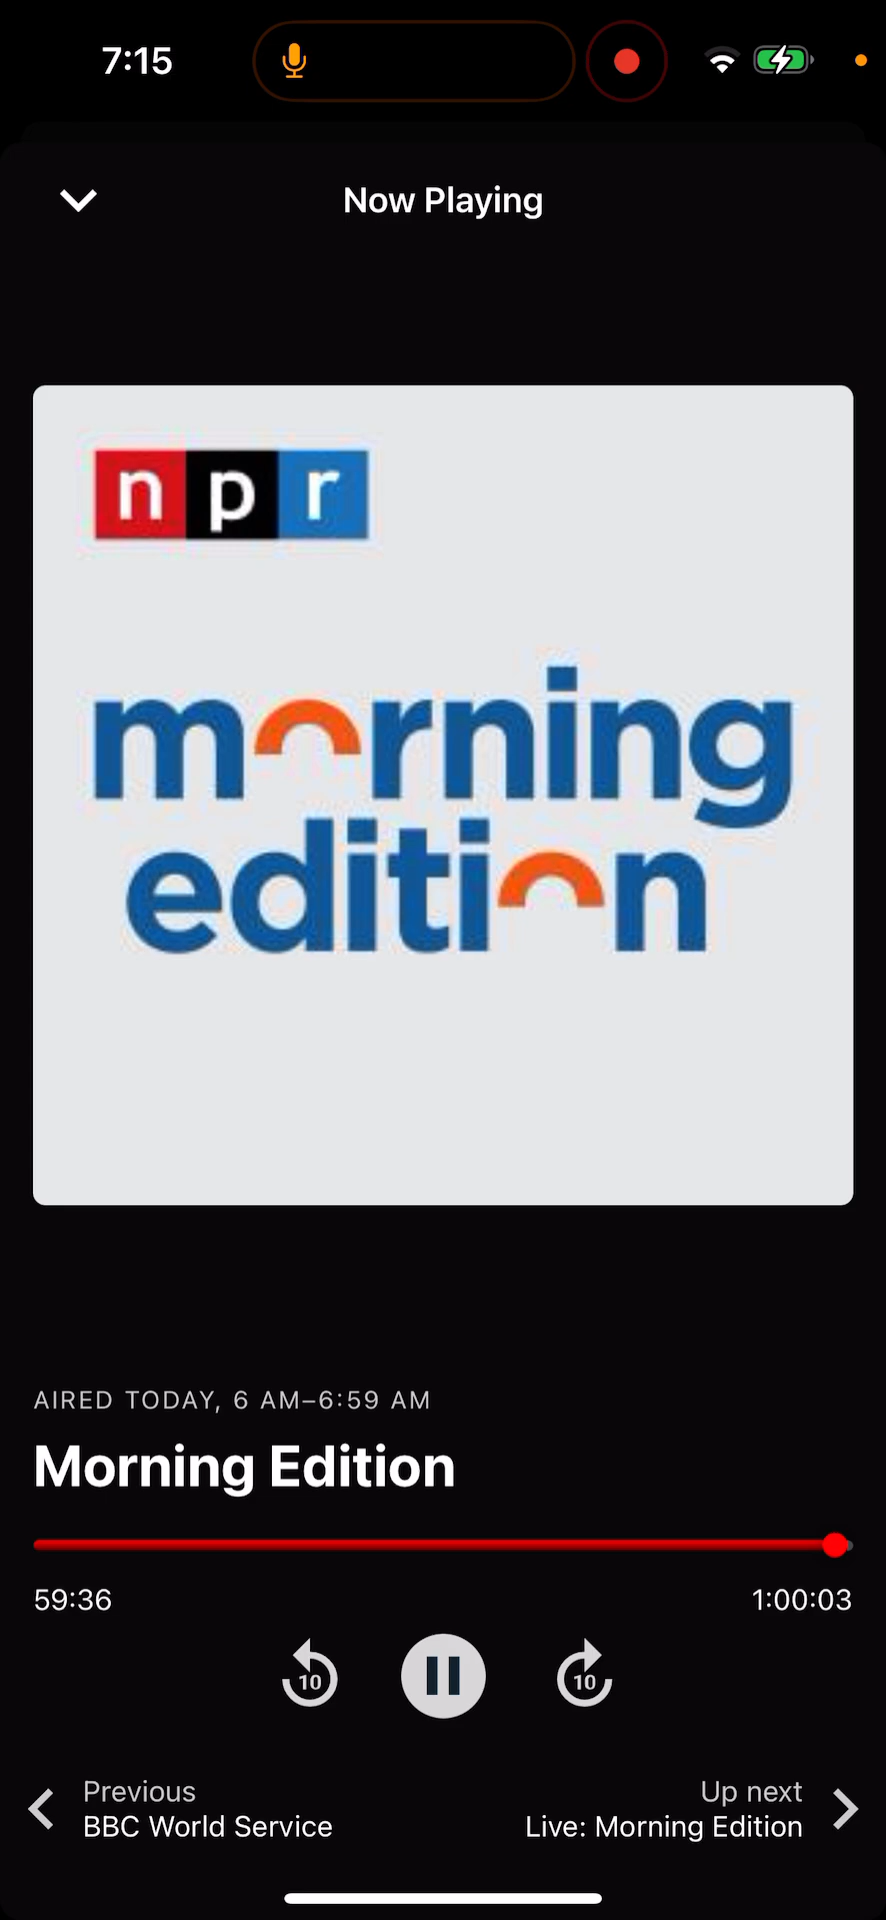 7:15
Now Playing
npr
morning
edition
AIRED TODAY, 6 AM–6:59 AM
Morning Edition
59:36
1:00:03
10
10
Previous
BBC World Service
Up next
Live: Morning Edition